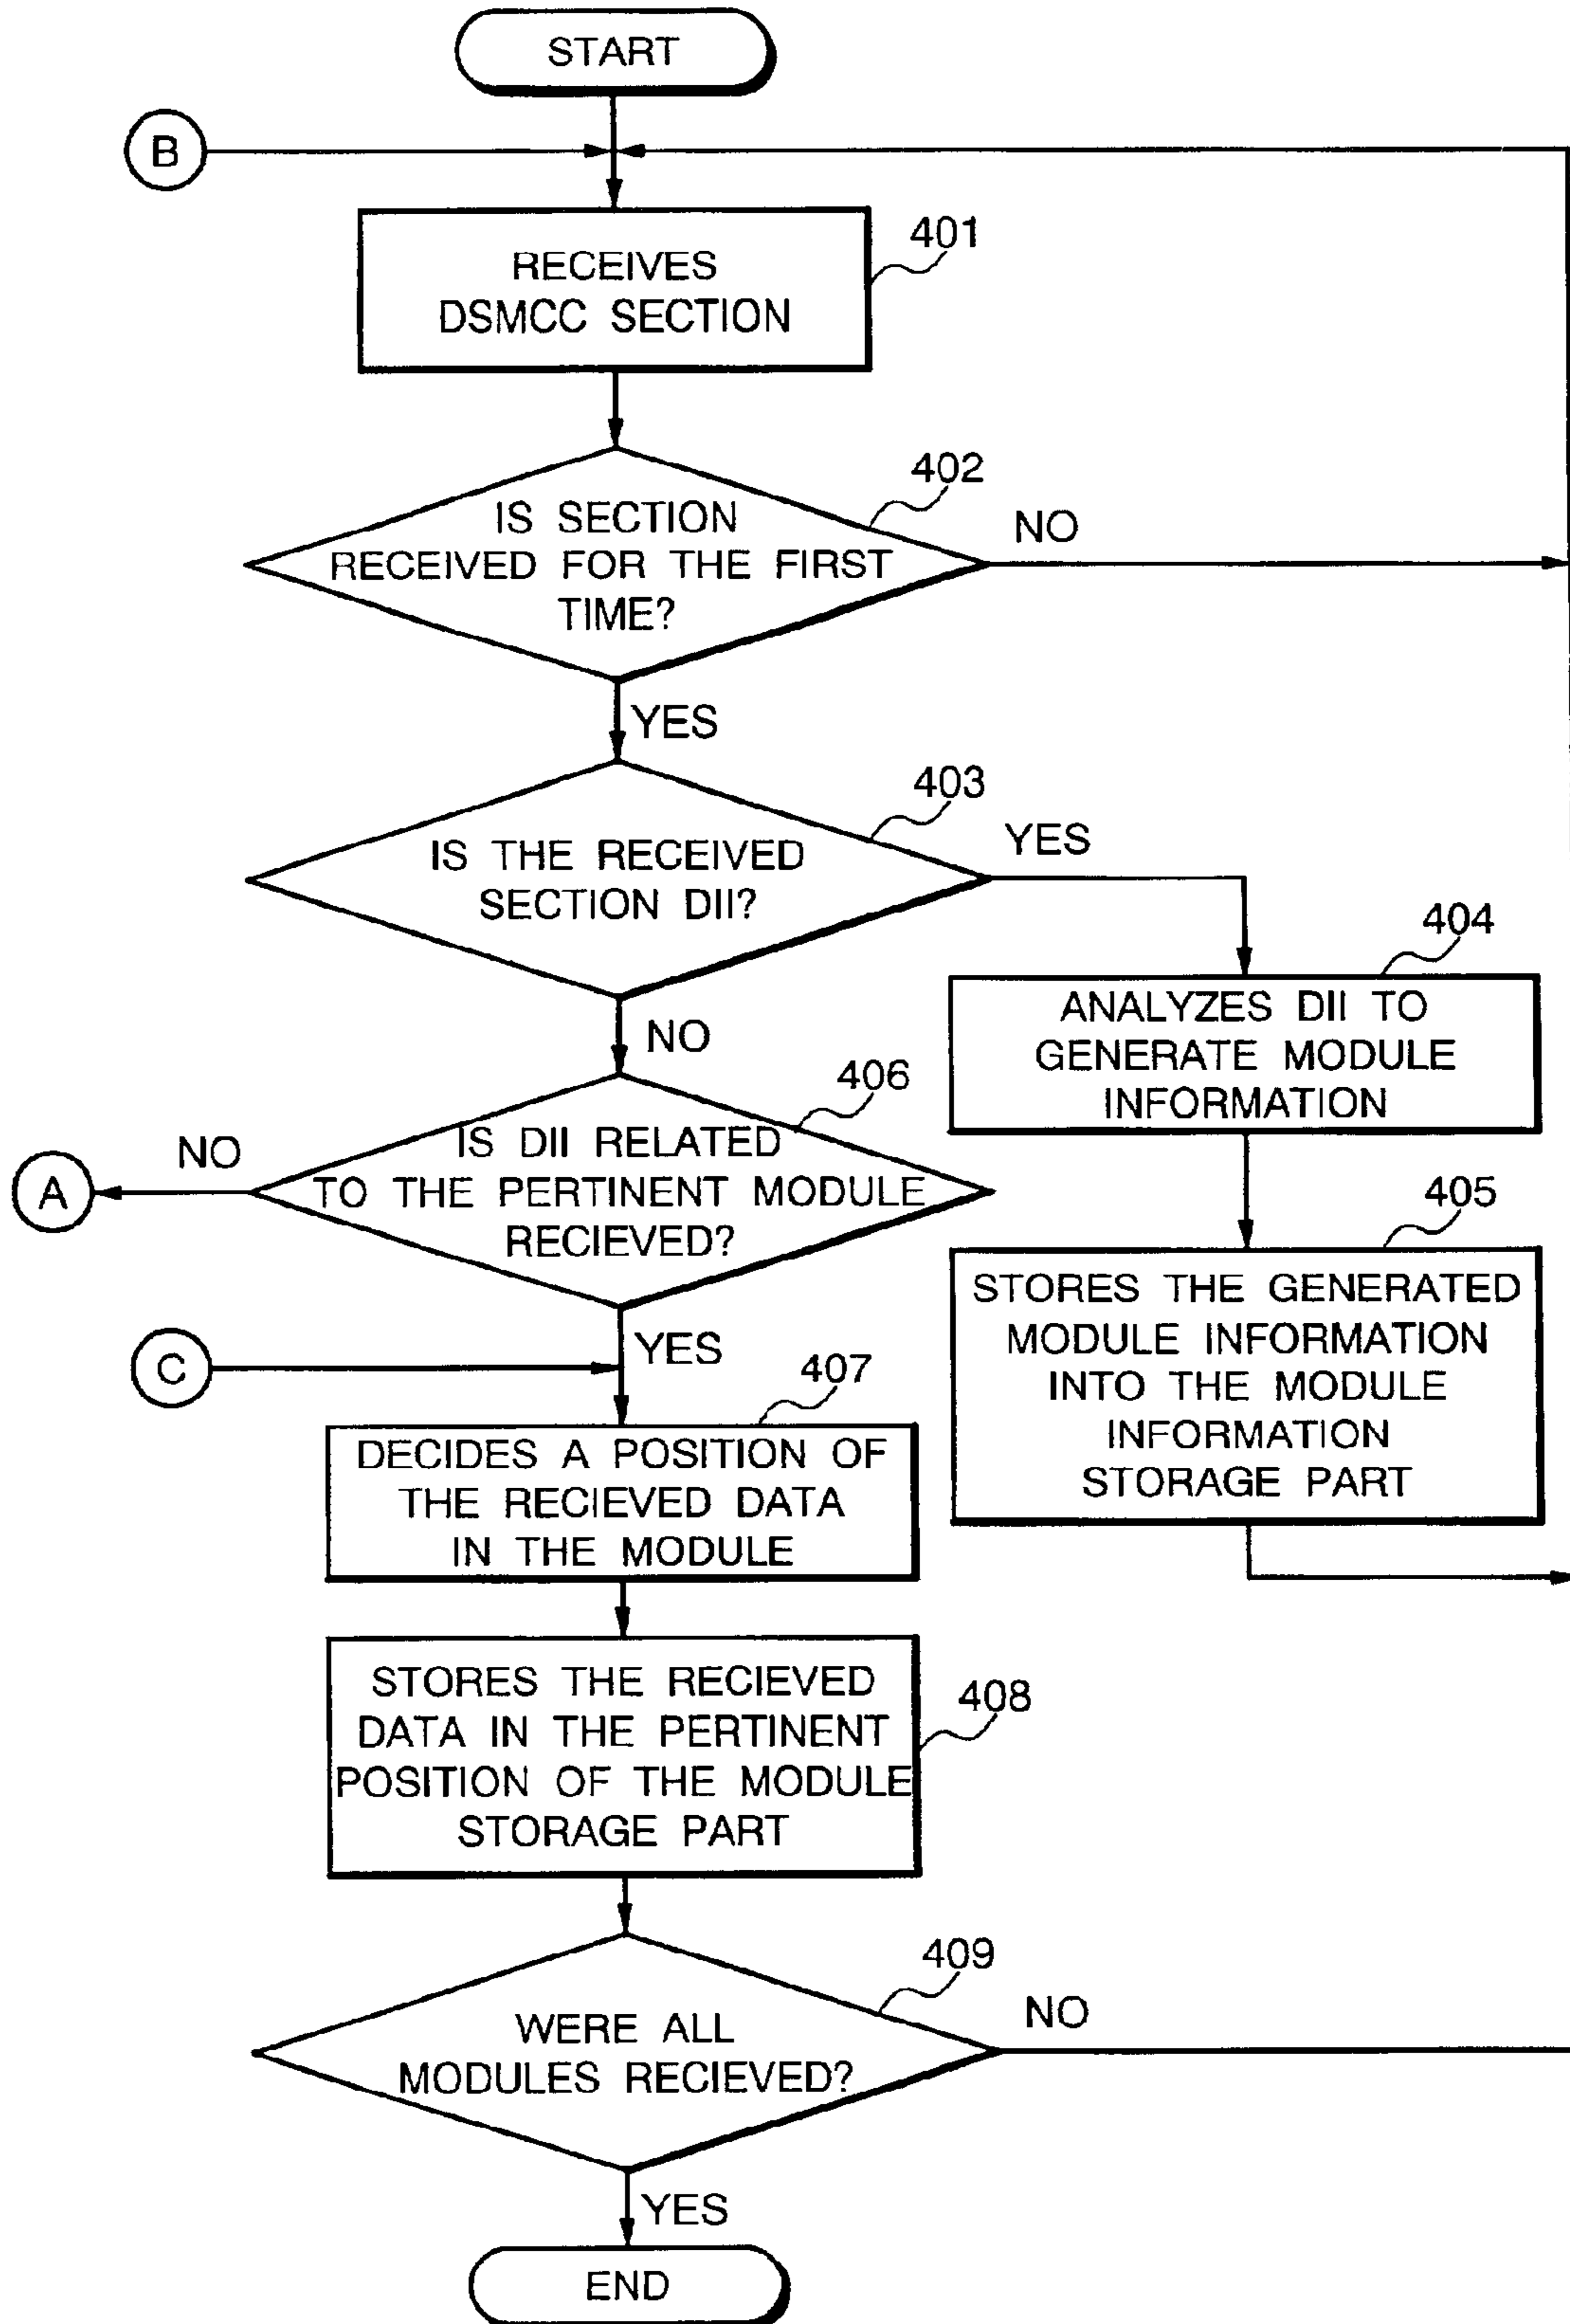 START
B
401
RECEIVES
DSMCC SECTION
402
IS SECTION
RECEIVED FOR THE FIRST
TIME?
NO
YES
403
IS THE RECEIVED
SECTION DII?
YES
NO
404
ANALYZES DII TO
GENERATE MODULE
INFORMATION
406
IS DII RELATED
TO THE PERTINENT MODULE
RECIEVED?
NO
A
YES
405
STORES THE GENERATED
MODULE INFORMATION
INTO THE MODULE
INFORMATION
STORAGE PART
C
407
DECIDES A POSITION OF
THE RECIEVED DATA
IN THE MODULE
408
STORES THE RECIEVED
DATA IN THE PERTINENT
POSITION OF THE MODULE
STORAGE PART
409
WERE ALL
MODULES RECIEVED?
NO
YES
END